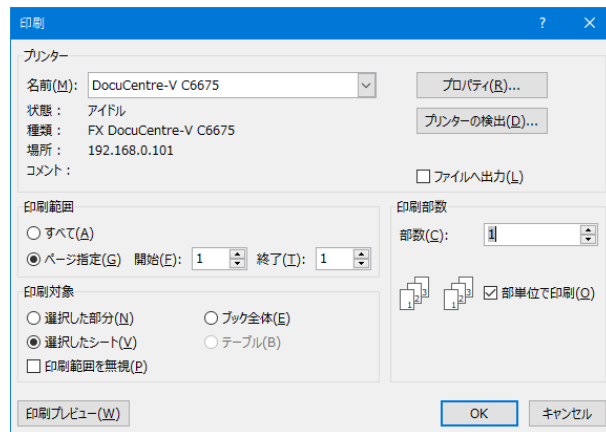 印刷
プリンター
名前(M): DocuCentre-V C6675 プロパティ(R)...
状態： アイドル
種類： FX DocuCentre-V C6675 プリンターの検出(D)...
場所： 192.168.0.101
コメント：
ファイルへ出力(L)
印刷範囲
すべて(A)
ページ指定(G) 開始(F): 1 終了(T): 1
印刷部数
部数(C): 1
1 2 3 1 2 3 部単位で印刷(O)
印刷対象
選択した部分(N) ブック全体(E)
選択したシート(V) テーブル(B)
印刷範囲を無視(P)
印刷プレビュー(W) OK キャンセル